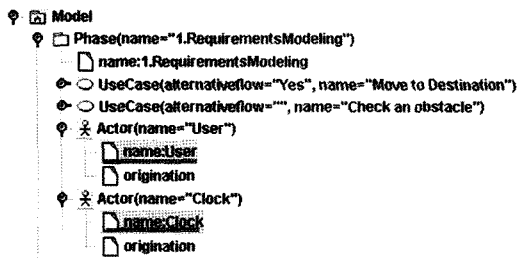 Model
Phase(name="1.RequirementsModeling")
name:1.RequirementsModeling
UseCase(alternativeflow="Yes", name="Move to Destination")
UseCase(alternativeflow="", name="Check an obstacle")
Actor(name="User")
name:User
origination
Actor(name="Clock")
name:Clock
origination